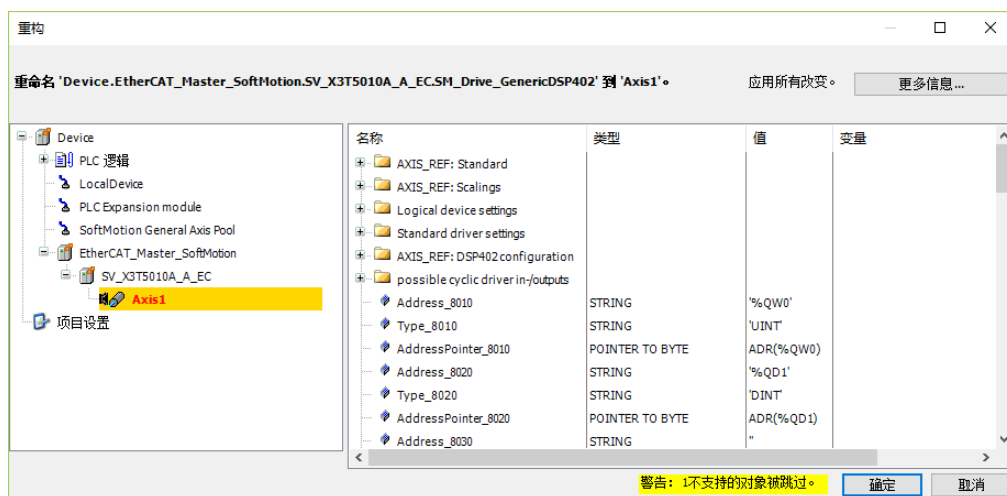 重构
重命名 'Device.EtherCAT_Master_SoftMotion.SV_X3T5010A_A_EC.SM_Drive_GenericDSP402' 到 'Axis1'。
应用所有改变。
更多信息...
Device
PLC 逻辑
LocalDevice
PLC Expansion module
SoftMotion General Axis Pool
EtherCAT_Master_SoftMotion
SV_X3T5010A_A_EC
Axis1
项目设置
名称 类型 值 变量
AXIS_REF: Standard
AXIS_REF: Scalings
Logical device settings
Standard driver settings
AXIS_REF: DSP402 configuration
possible cyclic driver in-/outputs
Address_8010 STRING '%QW0'
Type_8010 STRING 'UINT'
AddressPointer_8010 POINTER TO BYTE ADR(%QW0)
Address_8020 STRING '%QD1'
Type_8020 STRING 'DINT'
AddressPointer_8020 POINTER TO BYTE ADR(%QD1)
Address_8030 STRING ''
警告: 1不支持的对象被跳过。
确定
取消